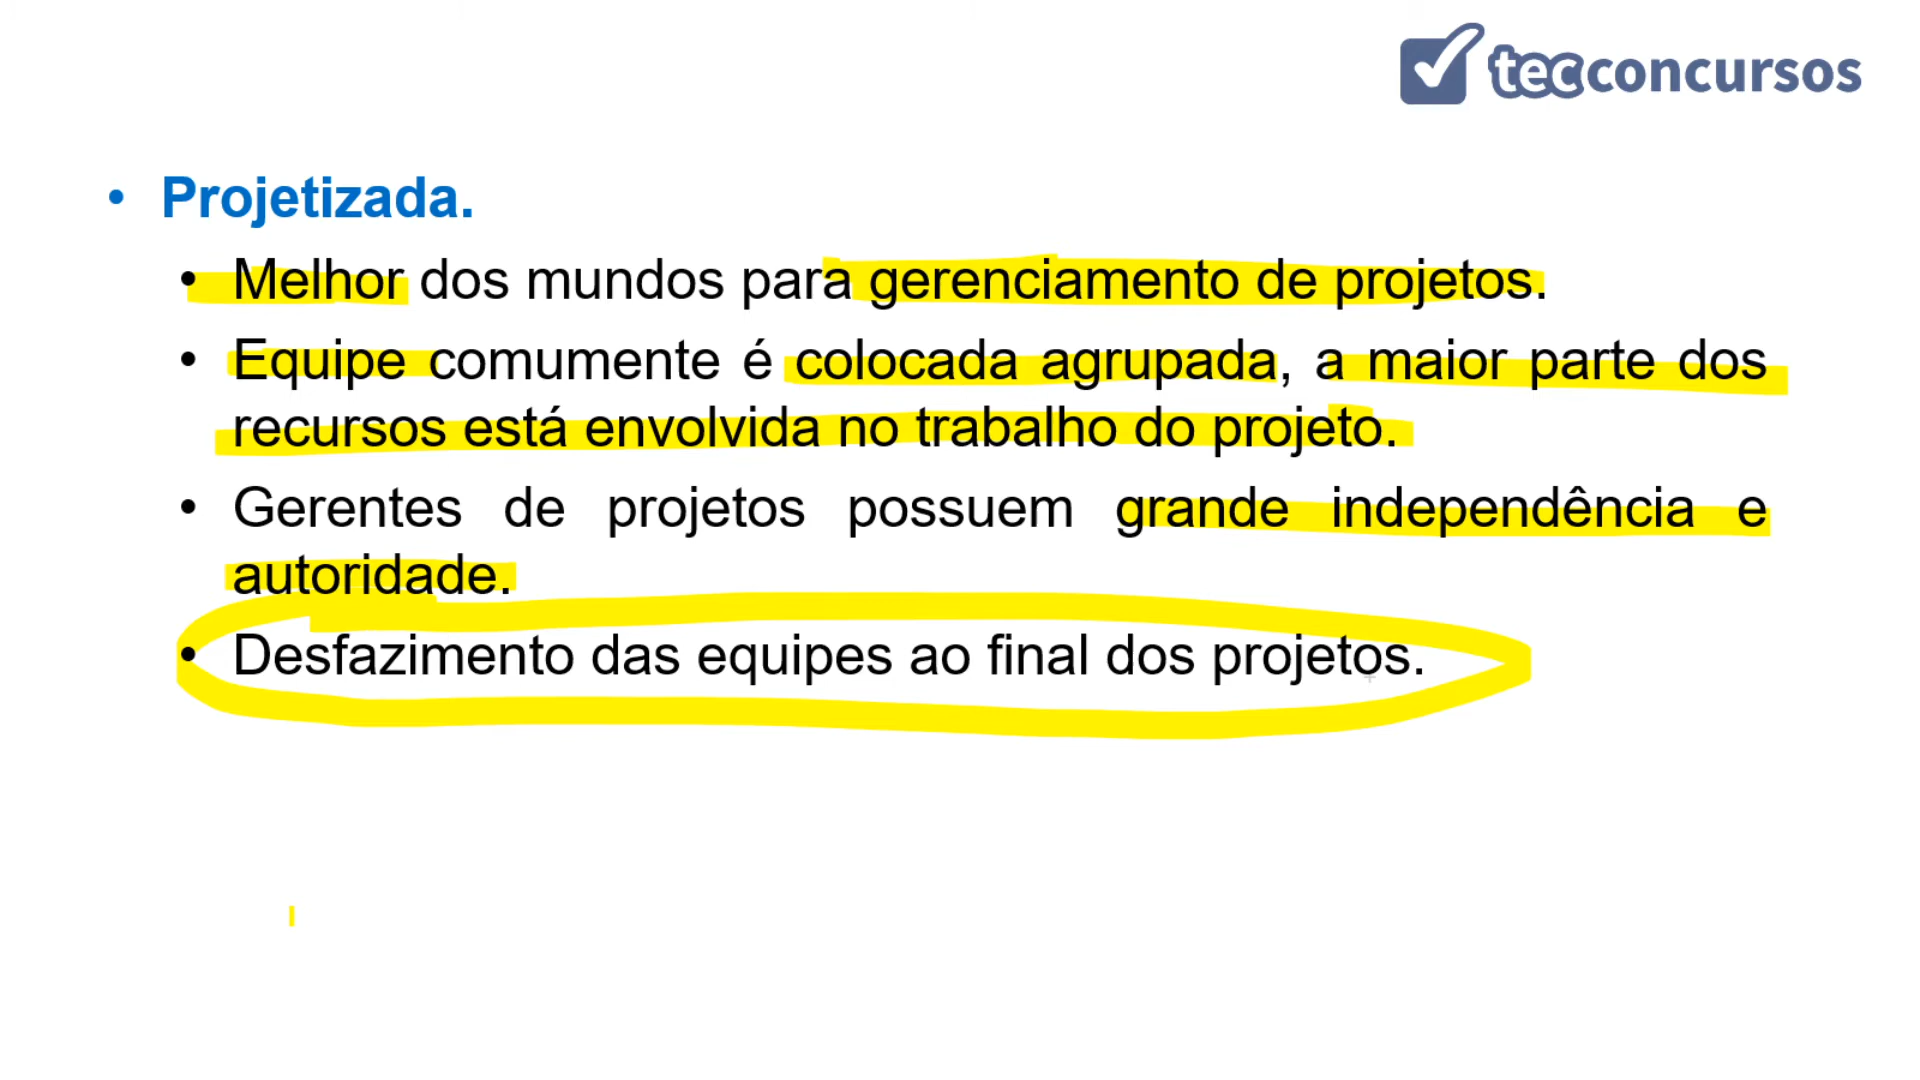 tecconcursos
• Projetizada.
• Melhor dos mundos para gerenciamento de projetos.
• Equipe comumente é colocada agrupada, a maior parte dos
recursos está envolvida no trabalho do projeto.
• Gerentes de projetos possuem grande independência e
autoridade.
• Desfazimento das equipes ao final dos projetos.